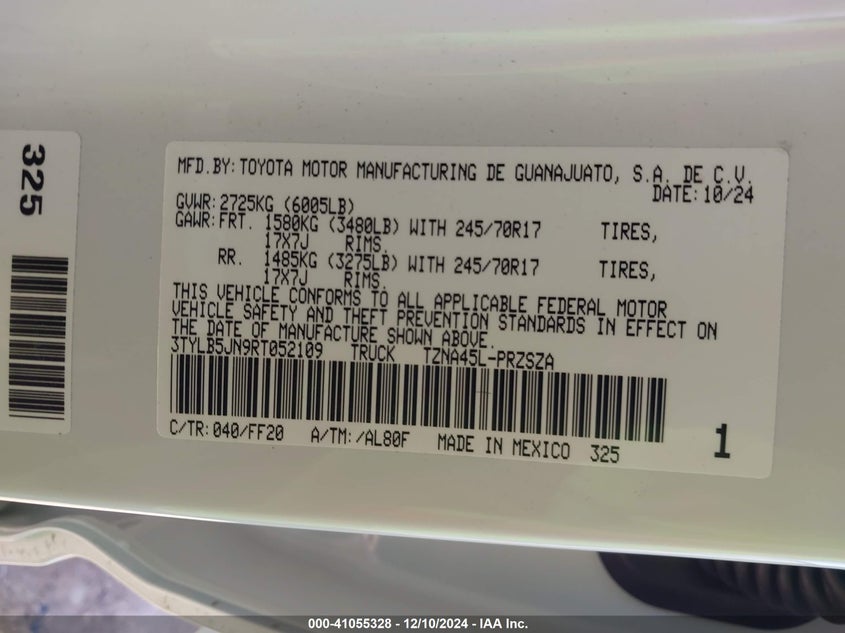 325
MFD.BY: TOYOTA MOTOR MANUFACTURING DE GUANAJUATO, S.A. DE C.V.
DATE: 10/24
GVWR: 2725KG (6005LB)
GAWR: FRT. 1580KG (3480LB) WITH 245/70R17 TIRES,
17X7J RIMS.
RR. 1485KG (3275LB) WITH 245/70R17 TIRES,
17X7J RIMS.
THIS VEHICLE CONFORMS TO ALL APPLICABLE FEDERAL MOTOR
VEHICLE SAFETY AND THEFT PREVENTION STANDARDS IN EFFECT ON
THE DATE OF MANUFACTURE SHOWN ABOVE.
3TYLB5JN9RT052109 TRUCK TZNA45L-PRZSZA
C/TR: 040/FF20 A/TM: /AL80F MADE IN MEXICO 325 1
000-41055328 - 12/10/2024 - IAA Inc.